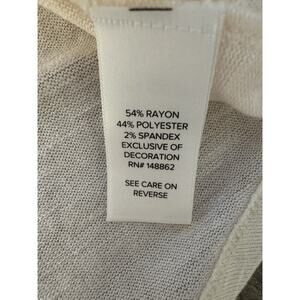 54% RAYON
44% POLYESTER
2% SPANDEX
EXCLUSIVE OF
DECORATION
RN# 148862
SEE CARE ON
REVERSE